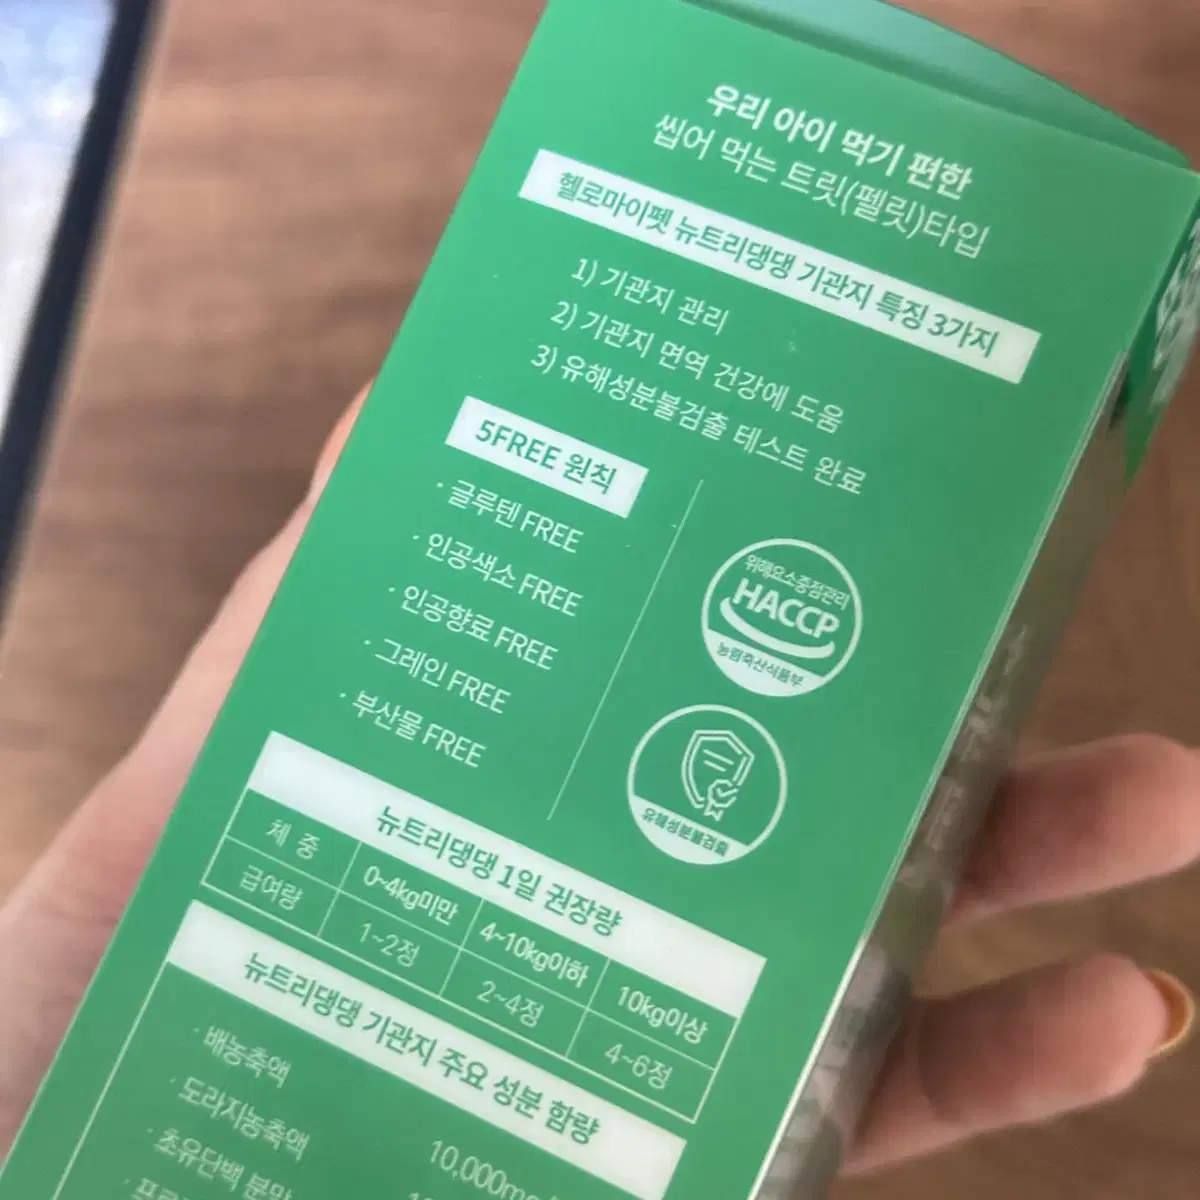 우리 아이 먹기 편한
씹어 먹는 트릿(펠릿)타입
헬로마이펫 뉴트리댕댕 기관지 특징 3가지
1) 기관지 관리
2) 기관지 면역 건강에 도움
3) 유해성분불검출 테스트 완료
5FREE 원칙
· 글루텐 FREE
· 인공색소 FREE
· 인공향료 FREE
· 그레인 FREE
· 부산물 FREE
위해요소중점관리
HACCP
농림축산식품부
유해성분불검출
뉴트리댕댕 1일 권장량
체 중 0~4kg미만 4~10kg이하 10kg이상
급여량 1~2정 2~4정 4~6정
뉴트리댕댕 기관지 주요 성분 함량
· 배농축액
· 도라지농축액 10,000mg
· 초유단백 분말